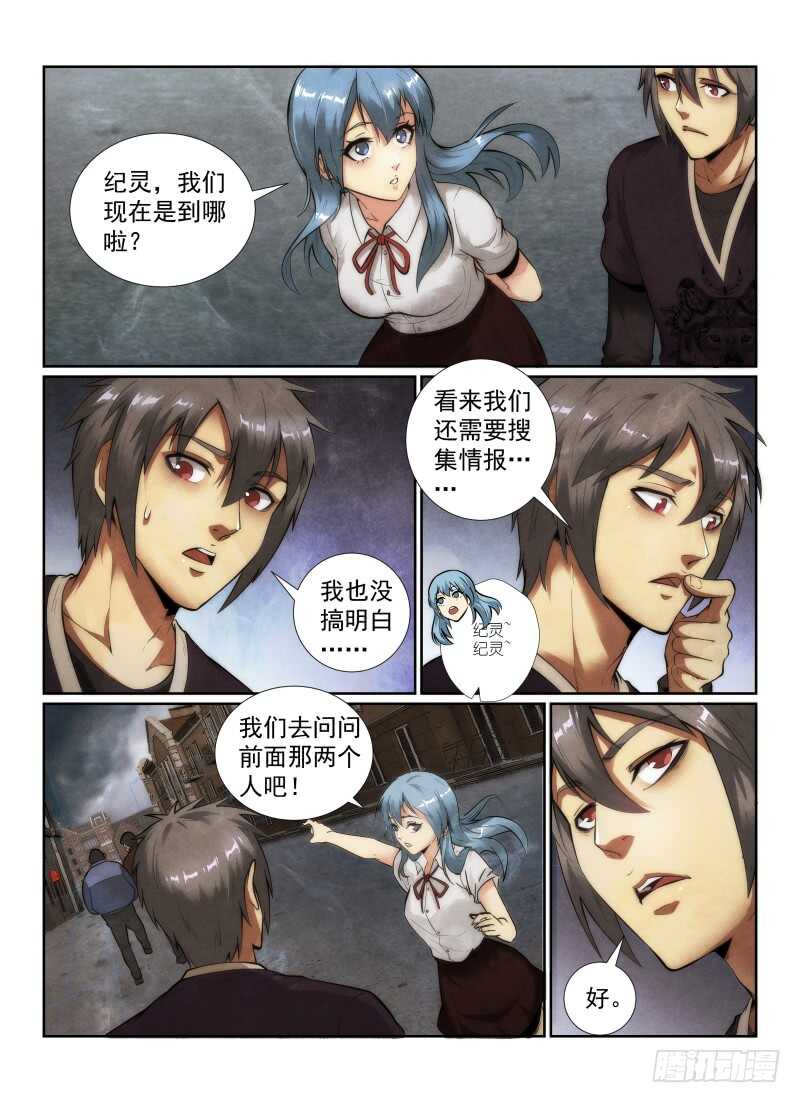 纪灵，我们
现在是到哪
啦？
我也没
搞明白
……
看来我们
还需要搜
集情报…
…
纪灵~
纪灵~
我们去问问
前面那两个
人吧！
好。
腾讯动漫